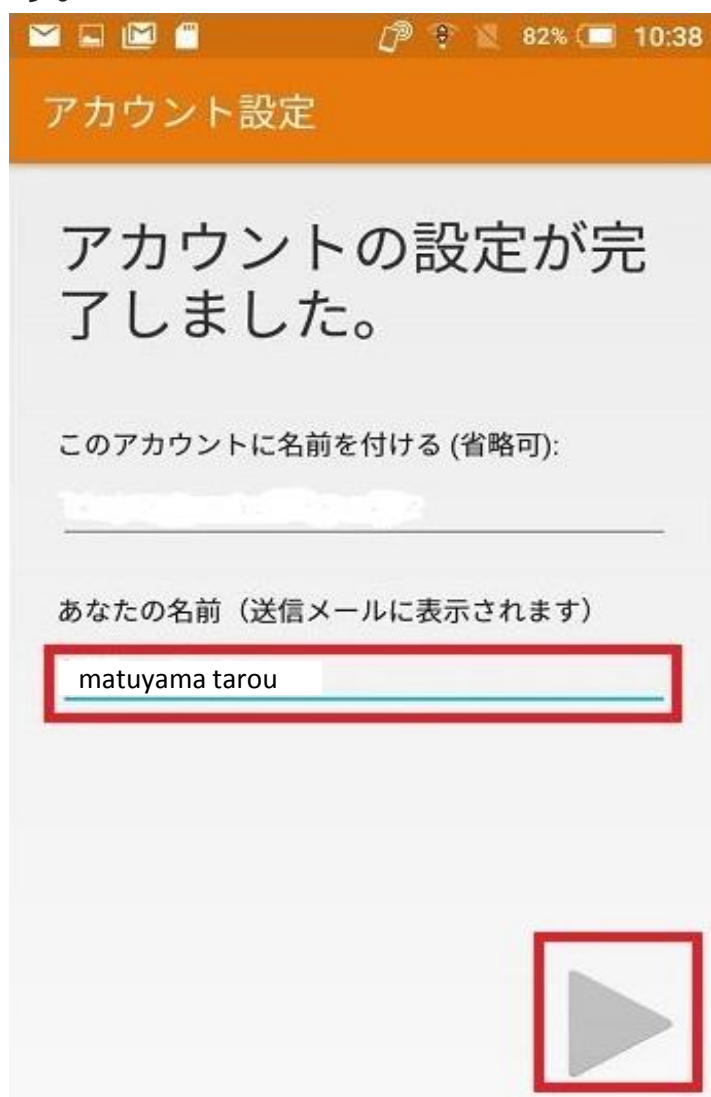 す。
82% 10:38
アカウント設定
アカウントの設定が完
了しました。
このアカウントに名前を付ける (省略可):
あなたの名前（送信メールに表示されます）
matuyama tarou